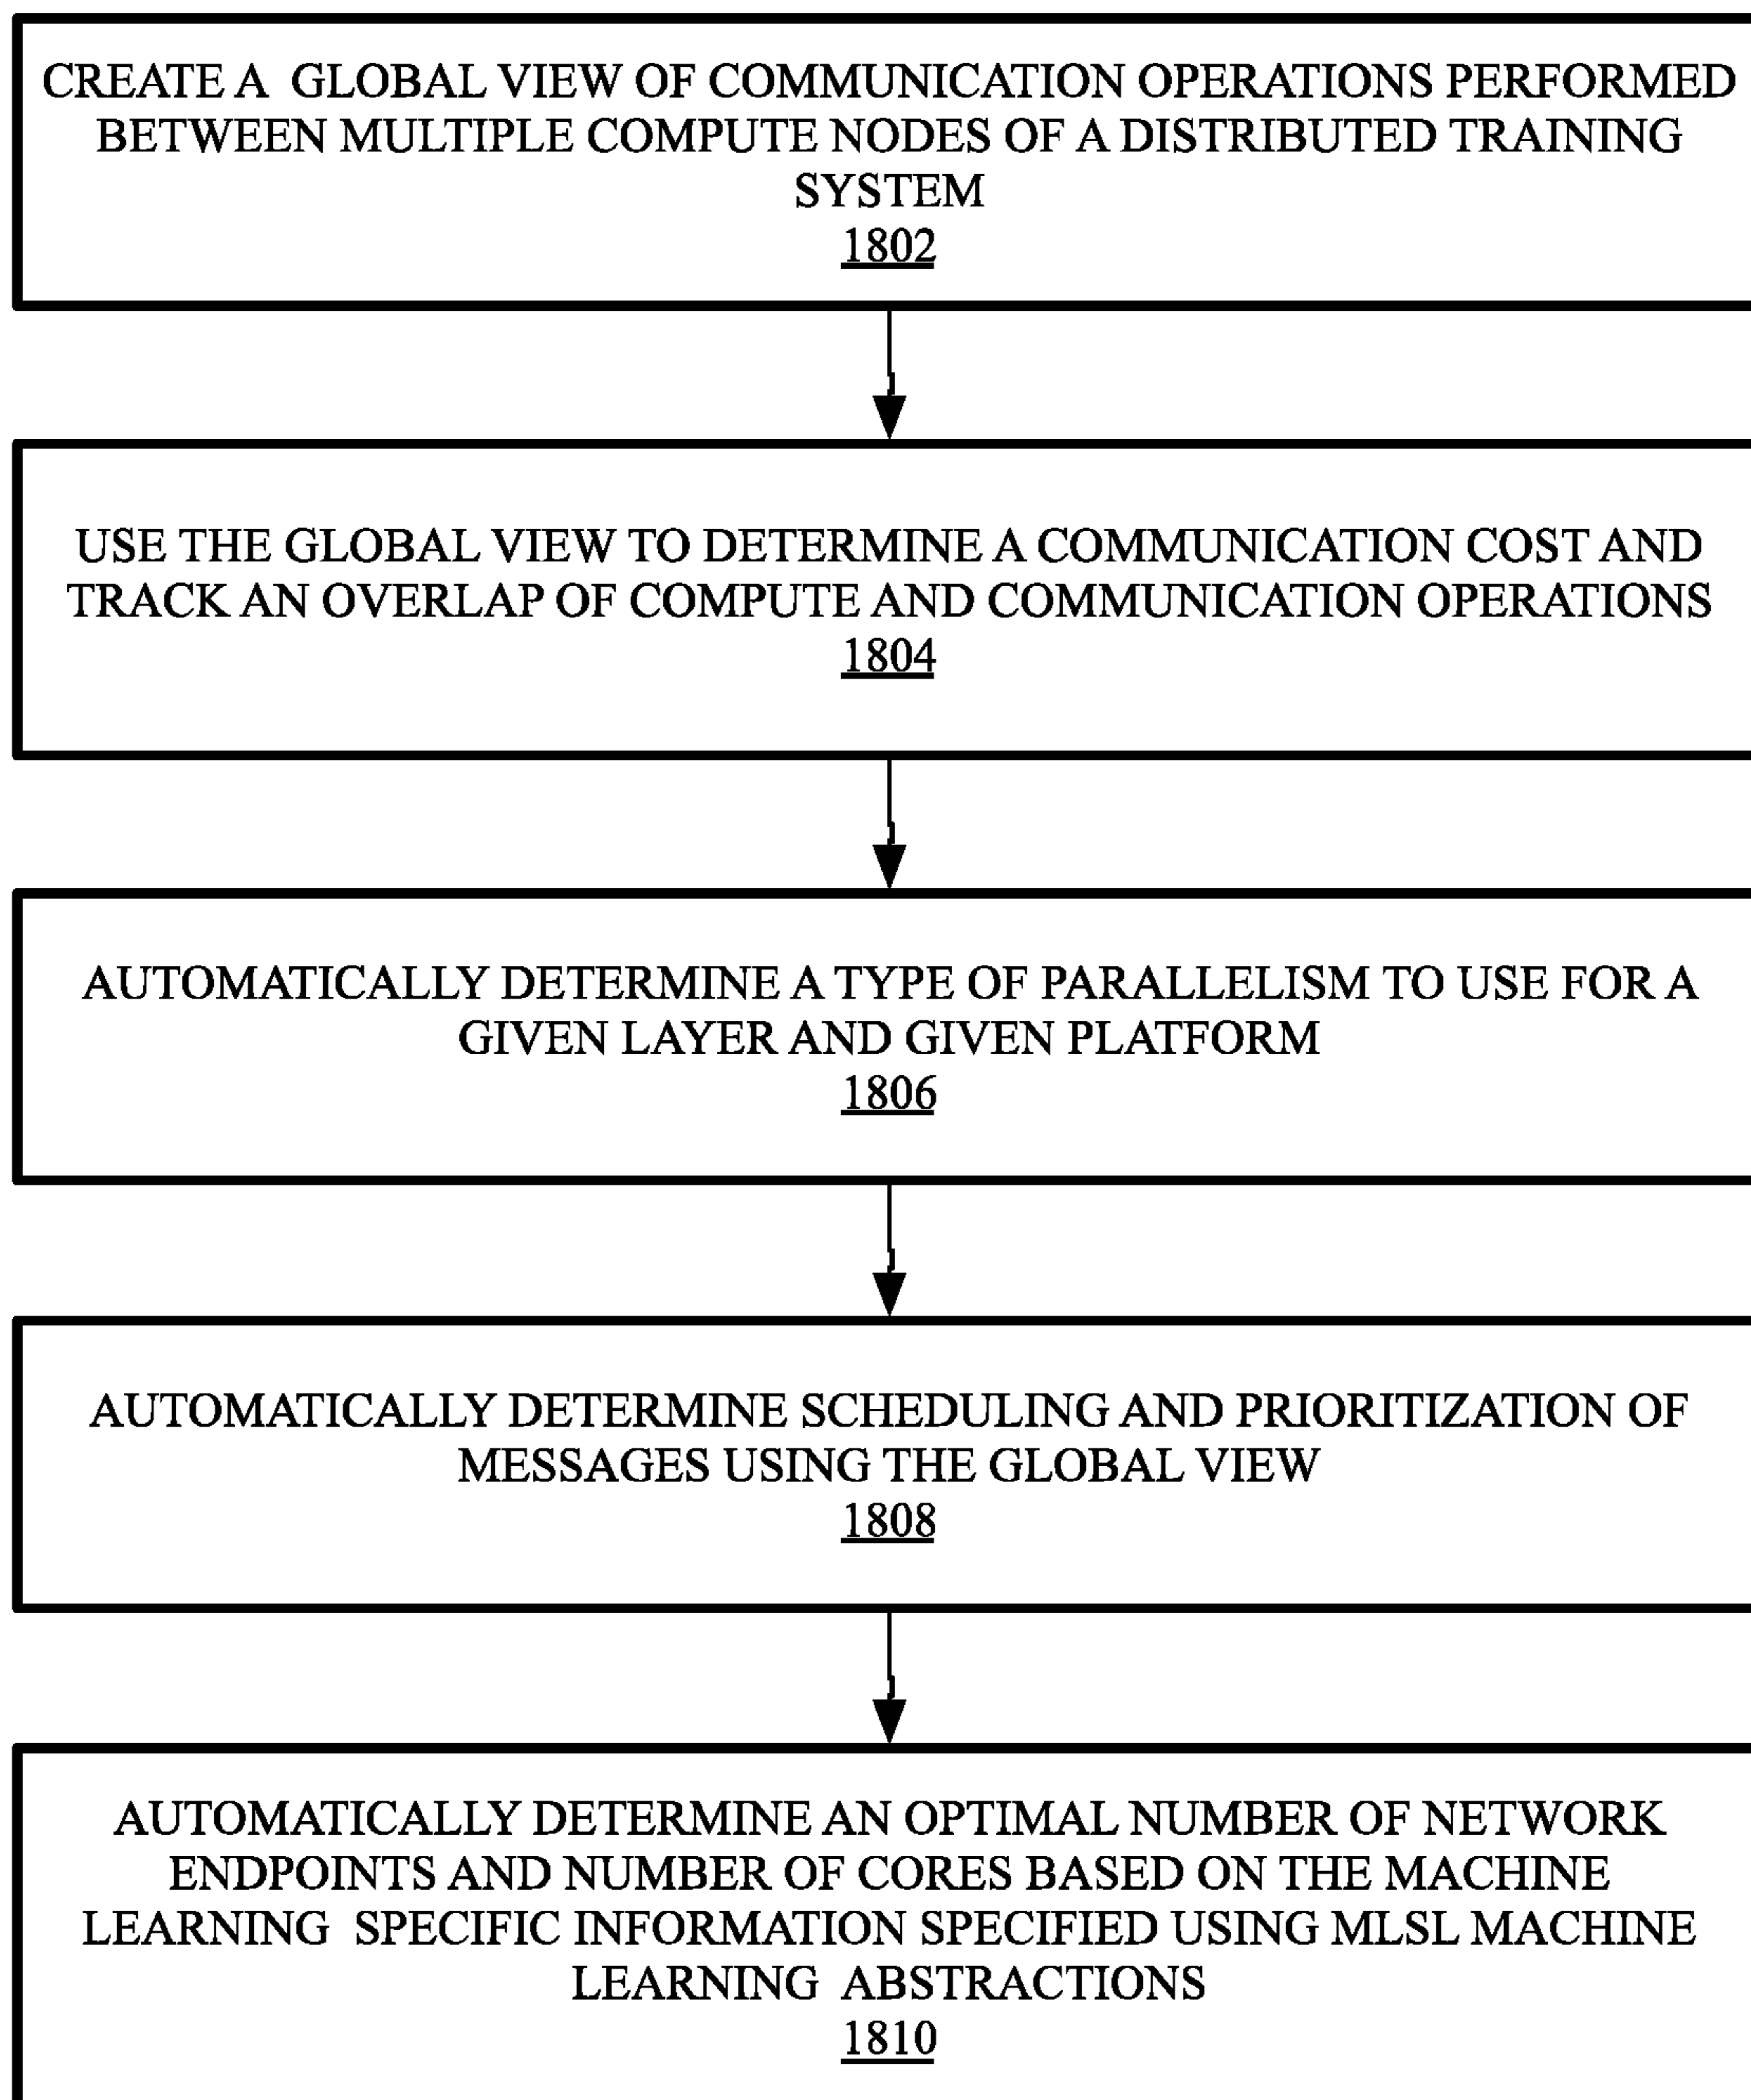 CREATE A GLOBAL VIEW OF COMMUNICATION OPERATIONS PERFORMED
BETWEEN MULTIPLE COMPUTE NODES OF A DISTRIBUTED TRAINING
SYSTEM
1802
USE THE GLOBAL VIEW TO DETERMINE A COMMUNICATION COST AND
TRACK AN OVERLAP OF COMPUTE AND COMMUNICATION OPERATIONS
1804
AUTOMATICALLY DETERMINE A TYPE OF PARALLELISM TO USE FOR A
GIVEN LAYER AND GIVEN PLATFORM
1806
AUTOMATICALLY DETERMINE SCHEDULING AND PRIORITIZATION OF
MESSAGES USING THE GLOBAL VIEW
1808
AUTOMATICALLY DETERMINE AN OPTIMAL NUMBER OF NETWORK
ENDPOINTS AND NUMBER OF CORES BASED ON THE MACHINE
LEARNING SPECIFIC INFORMATION SPECIFIED USING MLSL MACHINE
LEARNING ABSTRACTIONS
1810